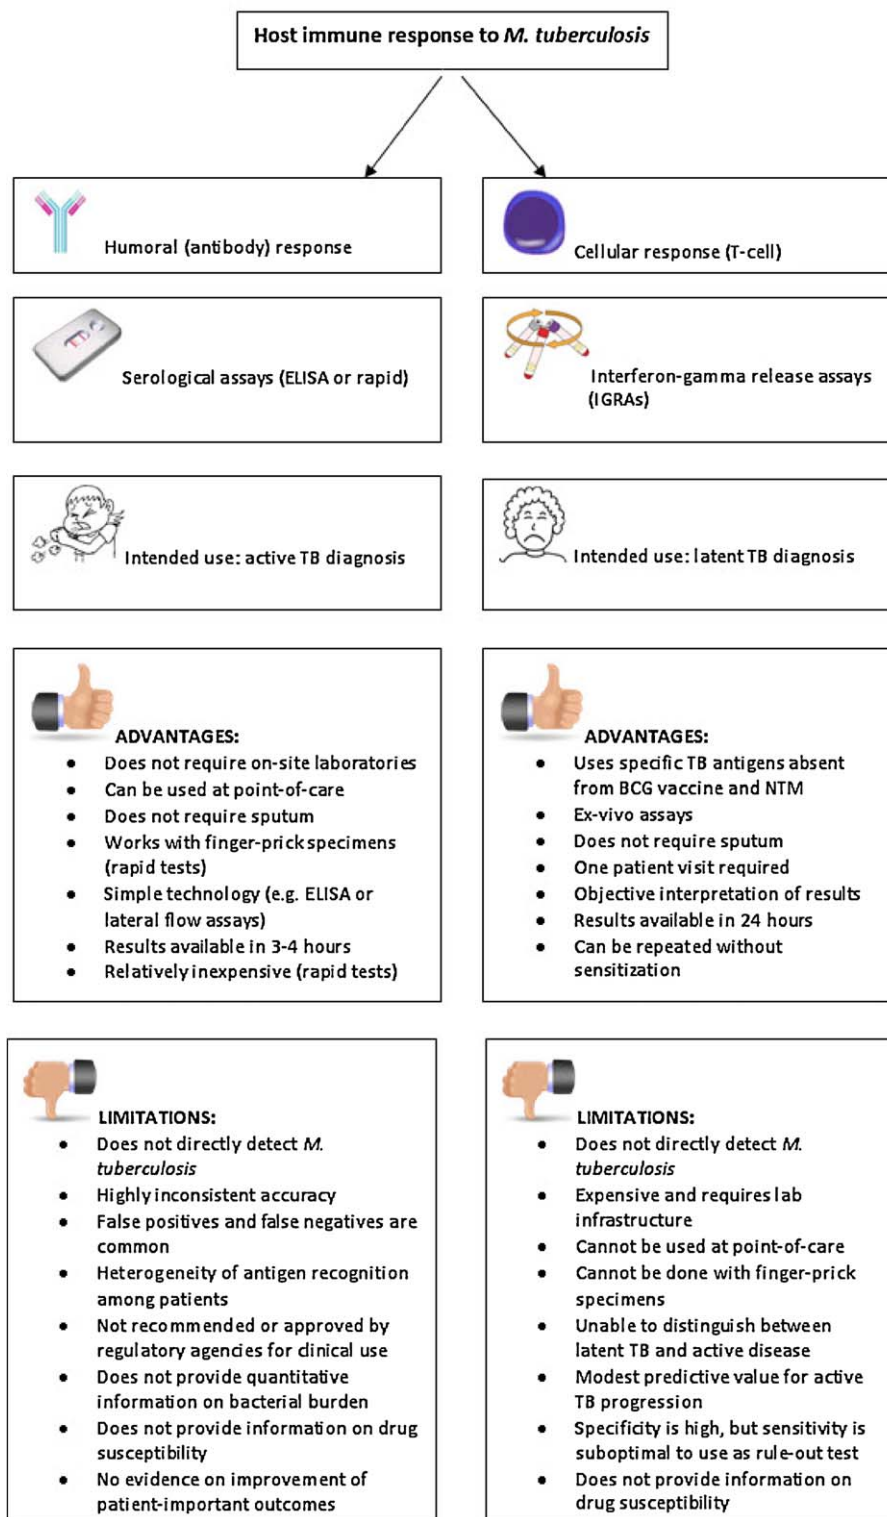 Host immune response to M. tuberculosis
Humoral (antibody) response
Serological assays (ELISA or rapid)
Intended use: active TB diagnosis
ADVANTAGES:
• Does not require on-site laboratories
• Can be used at point-of-care
• Does not require sputum
• Works with finger-prick specimens
(rapid tests)
• Simple technology (e.g. ELISA or
lateral flow assays)
• Results available in 3-4 hours
• Relatively inexpensive (rapid tests)
LIMITATIONS:
• Does not directly detect M.
tuberculosis
• Highly inconsistent accuracy
• False positives and false negatives are
common
• Heterogeneity of antigen recognition
among patients
• Not recommended or approved by
regulatory agencies for clinical use
• Does not provide quantitative
information on bacterial burden
• Does not provide information on drug
susceptibility
• No evidence on improvement of
patient-important outcomes
Cellular response (T-cell)
Interferon-gamma release assays
(IGRAs)
Intended use: latent TB diagnosis
ADVANTAGES:
• Uses specific TB antigens absent
from BCG vaccine and NTM
• Ex-vivo assays
• Does not require sputum
• One patient visit required
• Objective interpretation of results
• Results available in 24 hours
• Can be repeated without
sensitization
LIMITATIONS:
• Does not directly detect M.
tuberculosis
• Expensive and requires lab
infrastructure
• Cannot be used at point-of-care
• Cannot be done with finger-prick
specimens
• Unable to distinguish between
latent TB and active disease
• Modest predictive value for active
TB progression
• Specificity is high, but sensitivity is
suboptimal to use as rule-out test
• Does not provide information on
drug susceptibility